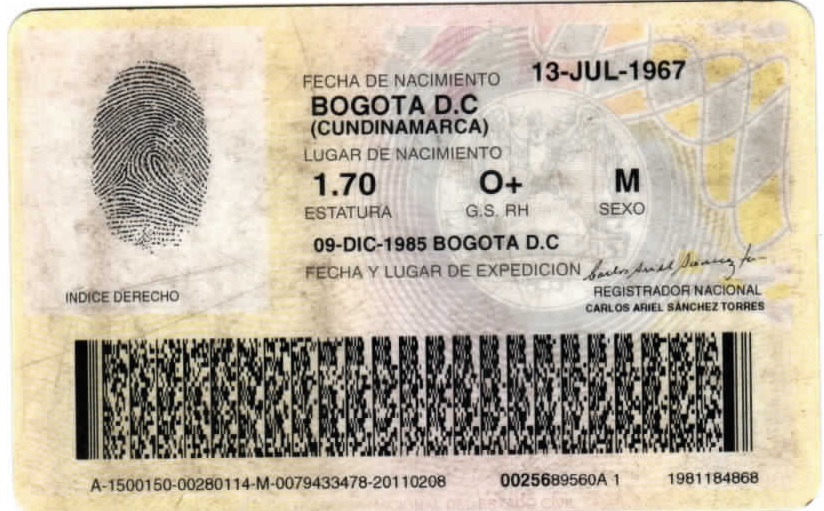 FECHA DE NACIMIENTO 13-JUL-1967
BOGOTA D.C
(CUNDINAMARCA)
LUGAR DE NACIMIENTO
1.70 O+ M
ESTATURA G.S. RH SEXO
09-DIC-1985 BOGOTA D.C
FECHA Y LUGAR DE EXPEDICION
INDICE DERECHO
REGISTRADOR NACIONAL
CARLOS ARIEL SÁNCHEZ TORRES
A-1500150-00280114-M-0079433478-20110208 0025689560A 1 1981184868